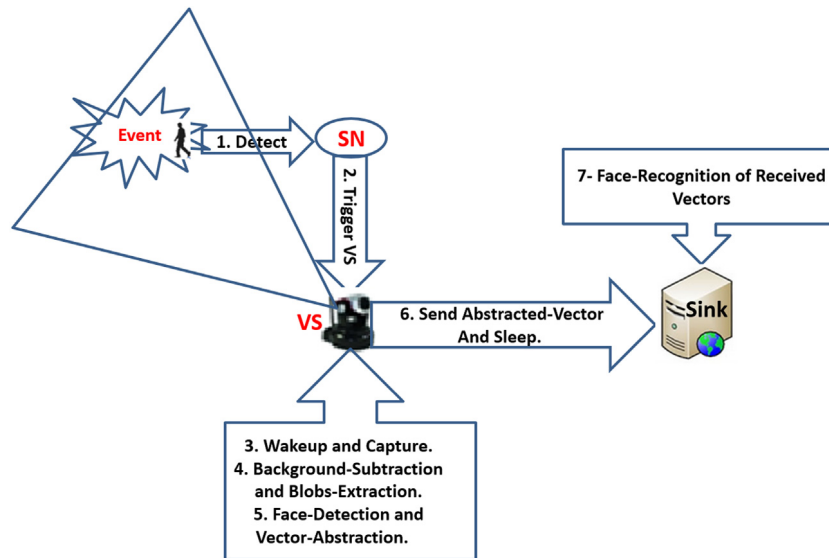 Event
1. Detect
SN
2. Trigger VS
7- Face-Recognition of Received
Vectors
VS
6. Send Abstracted-Vector
And Sleep.
Sink
3. Wakeup and Capture.
4. Background-Subtraction
and Blobs-Extraction.
5. Face-Detection and
Vector-Abstraction.